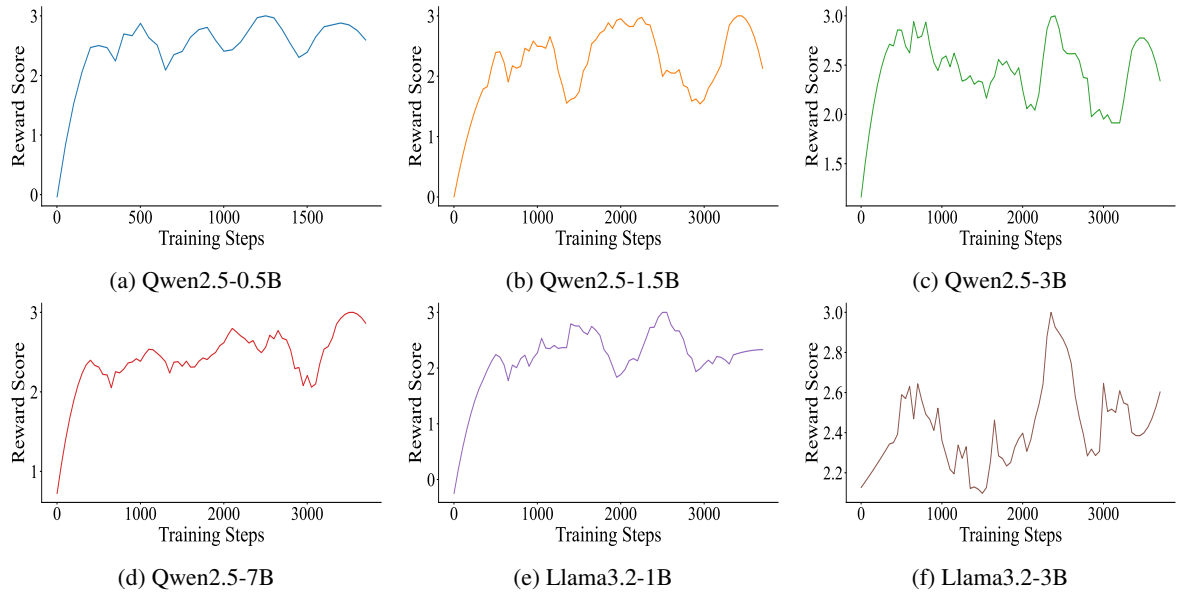 Reward Score
3
2
1
0
0
500
1000
1500
Training Steps
(a) Qwen2.5-0.5B
Reward Score
3
2
1
0
0
1000
2000
3000
Training Steps
(b) Qwen2.5-1.5B
Reward Score
3.0
2.5
2.0
1.5
0
1000
2000
3000
Training Steps
(c) Qwen2.5-3B
Reward Score
3
2
1
0
1000
2000
3000
Training Steps
(d) Qwen2.5-7B
Reward Score
3
2
1
0
0
1000
2000
3000
Training Steps
(e) Llama3.2-1B
Reward Score
3.0
2.8
2.6
2.4
2.2
0
1000
2000
3000
Training Steps
(f) Llama3.2-3B